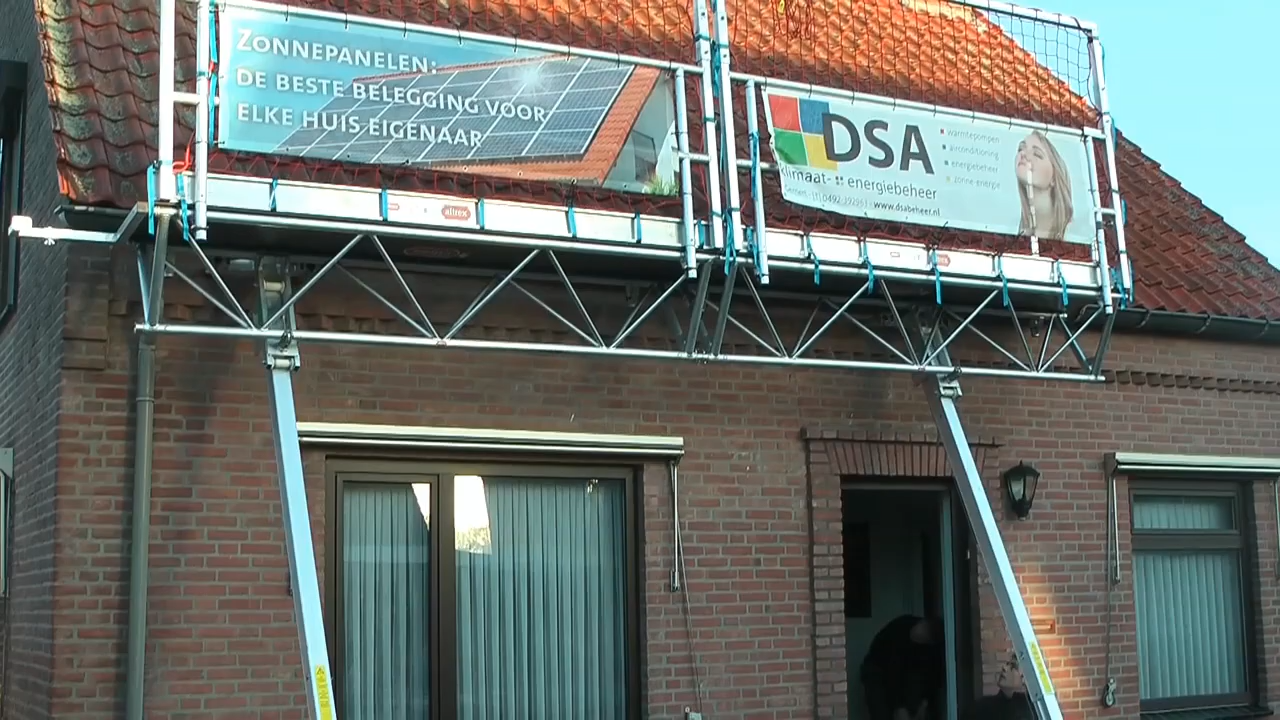 ZONNEPANELEN:
DE BESTE BELEGGING VOOR
ELKE HUIS EIGENAAR
DSA
klimaat- energiebeheer
www.dsabeheer.nl
warmtepompen
airconditioning
energiebeheer
zonne-energie
altrex